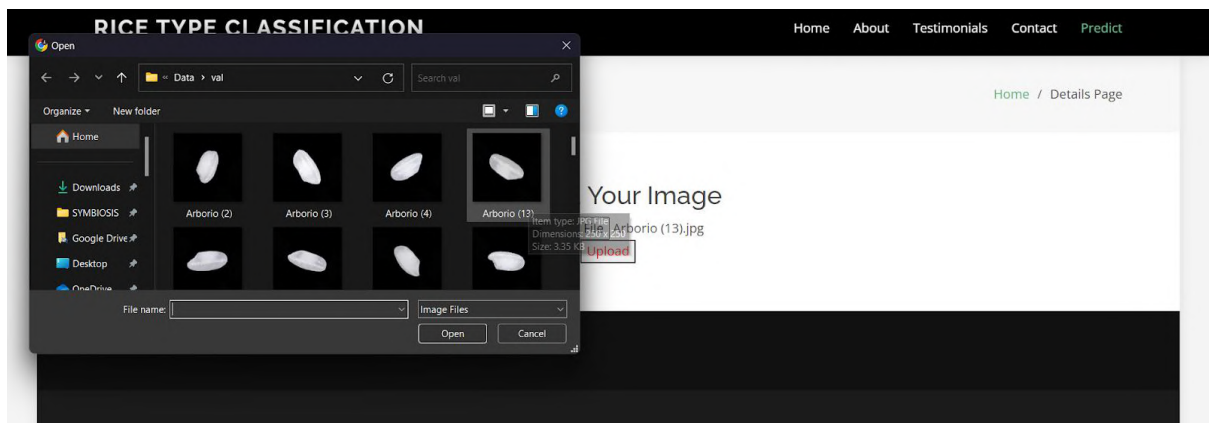 RICE TYPE CLASSIFICATION
Home About Testimonials Contact Predict
Open
« Data › val
Search val
Organize
New folder
Home
Downloads
SYMBIOSIS
Google Drive
Desktop
OneDrive
Arborio (2)
Arborio (3)
Arborio (4)
Arborio (13)
Item type: JPG File
Dimensions: 250 x 250
Size: 3.35 KB
File name:
Image Files
Open
Cancel
Home / Details Page
Your Image
File Arborio (13).jpg
Upload